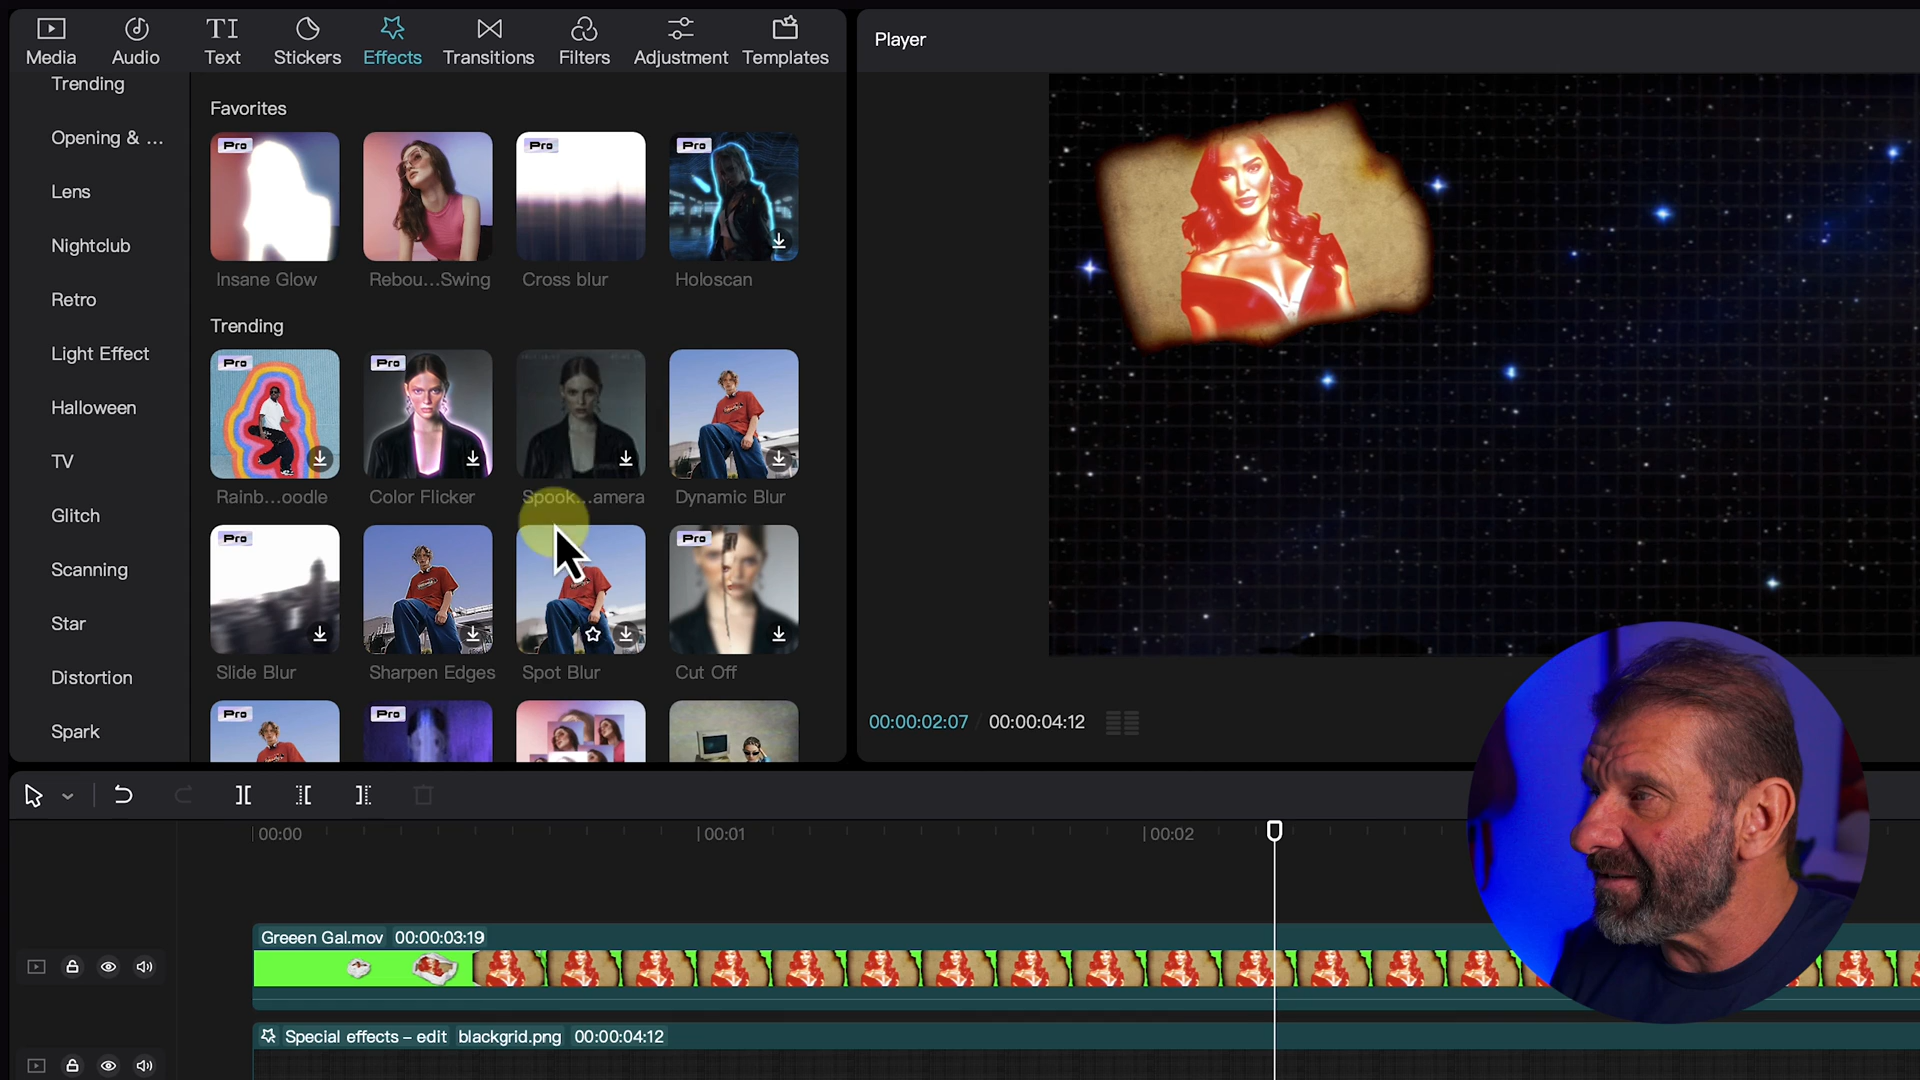 Media
Audio
TI
Text
Stickers
Effects
Transitions
Filters
Adjustment
Templates
Player
Trending
Opening & ...
Lens
Nightclub
Retro
Light Effect
Halloween
TV
Glitch
Scanning
Star
Distortion
Spark
Favorites
Pro
Pro
Pro
Insane Glow
Rebou...Swing
Cross blur
Holoscan
Trending
Pro
Pro
Rainb...oodle
Color Flicker
Spook...amera
Dynamic Blur
Pro
Pro
Slide Blur
Sharpen Edges
Spot Blur
Cut Off
Pro
Pro
00:00:02:07 / 00:00:04:12
00:00
00:01
00:02
Greeen Gal.mov 00:00:03:19
Special effects – edit blackgrid.png 00:00:04:12